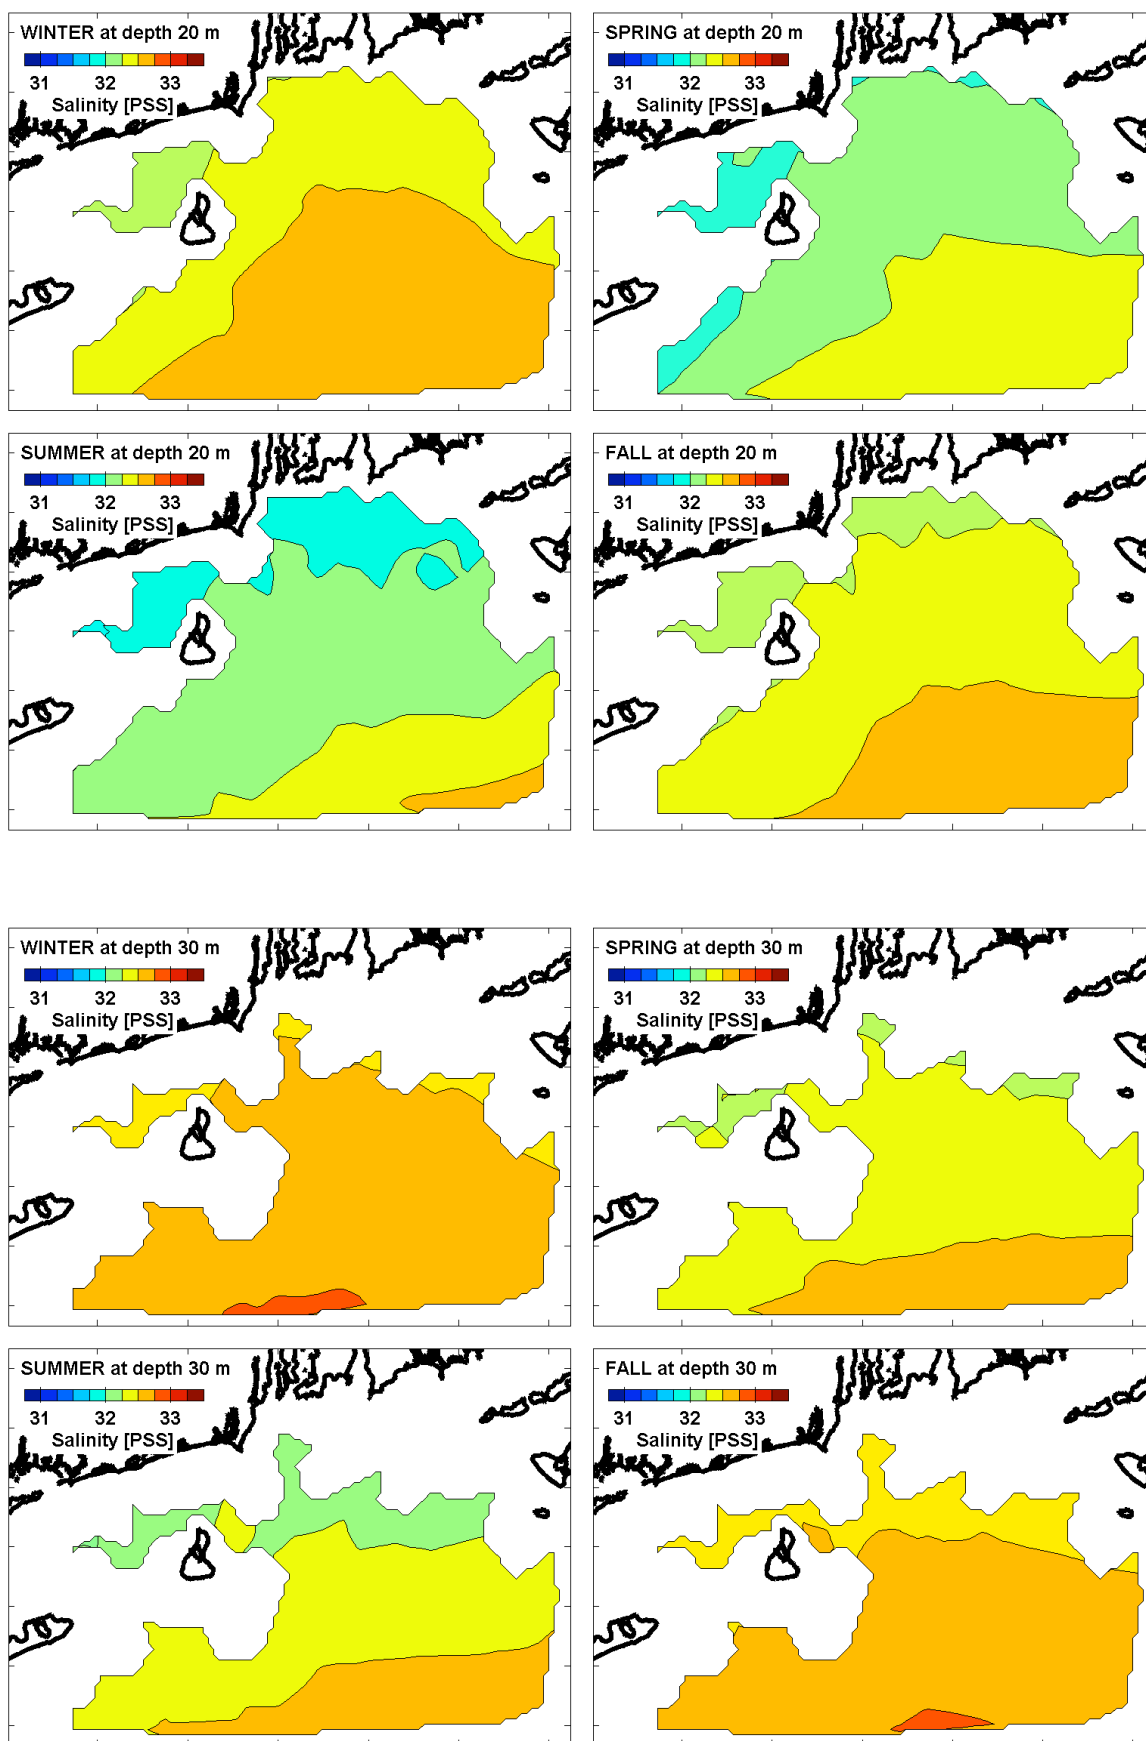 WINTER at depth 20 m
31 32 33
Salinity [PSS]
SPRING at depth 20 m
31 32 33
Salinity [PSS]
SUMMER at depth 20 m
31 32 33
Salinity [PSS]
FALL at depth 20 m
31 32 33
Salinity [PSS]
WINTER at depth 30 m
31 32 33
Salinity [PSS]
SPRING at depth 30 m
31 32 33
Salinity [PSS]
SUMMER at depth 30 m
31 32 33
Salinity [PSS]
FALL at depth 30 m
31 32 33
Salinity [PSS]